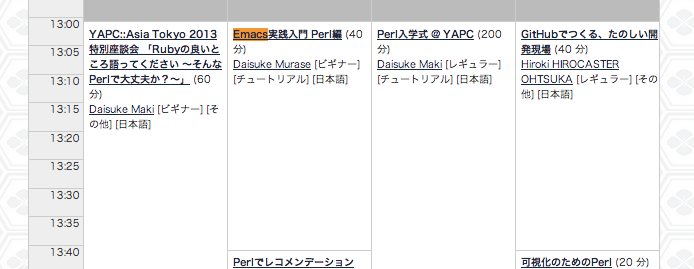 13:00
13:05
13:10
13:15
13:20
13:25
13:30
13:35
13:40
YAPC::Asia Tokyo 2013
特別座談会 「Rubyの良いと
ころ語ってください 〜そんな
Perlで大丈夫か？〜」 (60
分)
Daisuke Maki [ビギナー] [そ
の他] [日本語]
Emacs実践入門 Perl編 (40
分)
Daisuke Murase [ビギナー]
[チュートリアル] [日本語]
Perlでレコメンデーション
Perl入学式 @ YAPC (200
分)
Daisuke Maki [レギュラー]
[チュートリアル] [日本語]
GitHubでつくる、たのしい開
発現場 (40 分)
Hiroki HIROCASTER
OHTSUKA [レギュラー] [その
他] [日本語]
可視化のためのPerl (20 分)